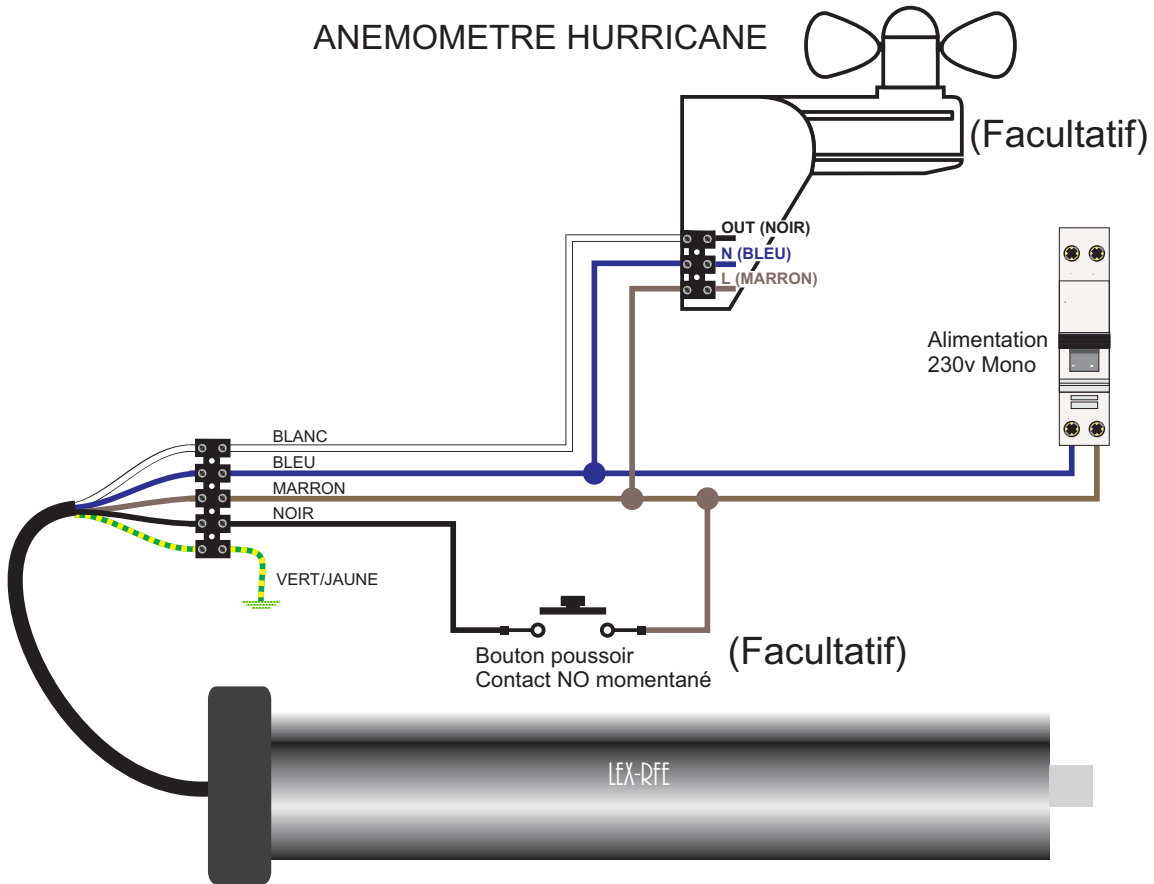 ANEMOMETRE HURRICANE
(Facultatif)
OUT (NOIR)
N (BLEU)
L (MARRON)
Alimentation
230v Mono
BLANC
BLEU
MARRON
NOIR
VERT/JAUNE
Bouton poussoir
Contact NO momentané
(Facultatif)
LEX-RFE